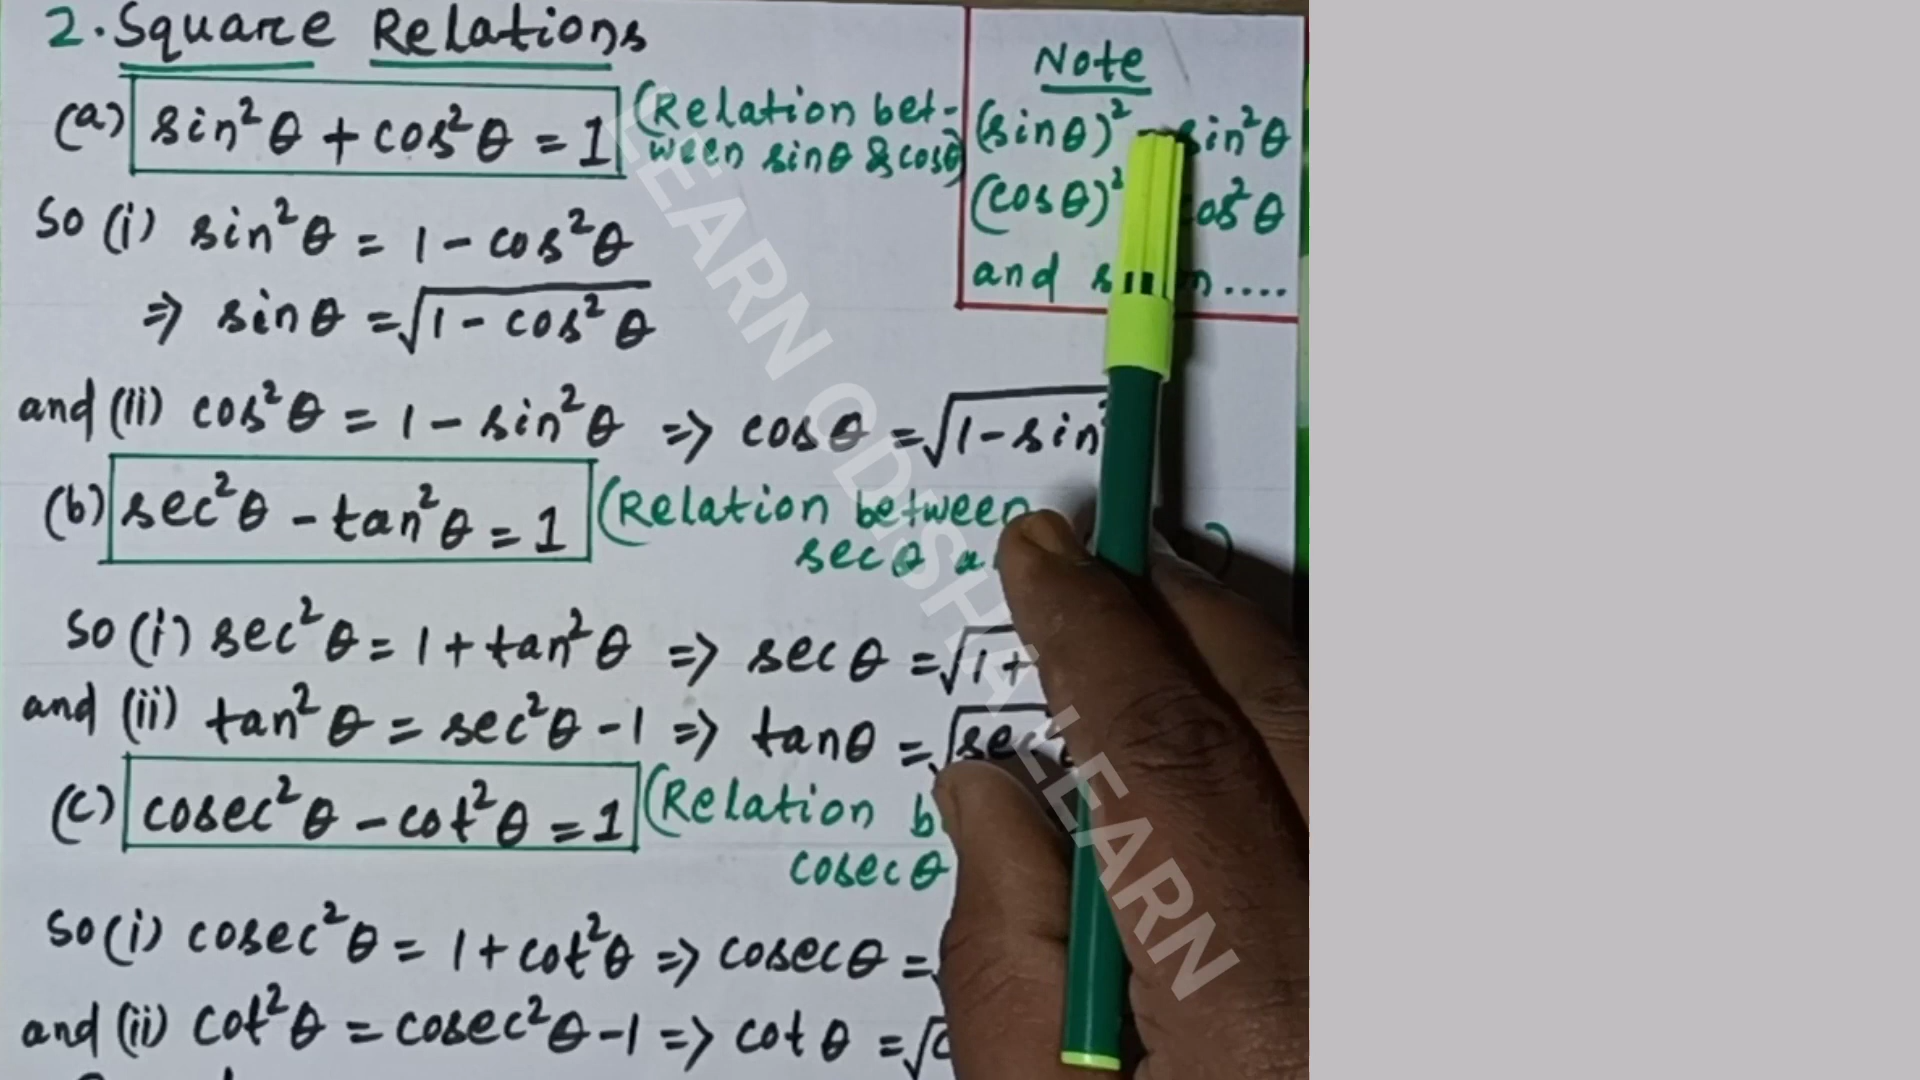 2. Square Relations
(a) sin²θ + cos²θ = 1 (Relation bet-
ween sinθ & cosθ)
Note
(sinθ)² = sin²θ
(cosθ)² cos²θ
and ....
So (i) sin²θ = 1 - cos²θ
⇒ sinθ = √1 - cos²θ
and (ii) cos²θ = 1 - sin²θ ⇒ cosθ = √1 - sin
(b) sec²θ - tan²θ = 1 (Relation between
secθ )
So (i) sec²θ = 1 + tan²θ ⇒ secθ = √1 +
and (ii) tan²θ = sec²θ - 1 ⇒ tanθ = √sec²
(c) cosec²θ - cot²θ = 1 (Relation
cosecθ
So (i) cosec²θ = 1 + cot²θ ⇒ cosecθ =
and (ii) cot²θ = cosec²θ - 1 ⇒ cotθ = √
LEARN ODISHA LEARN